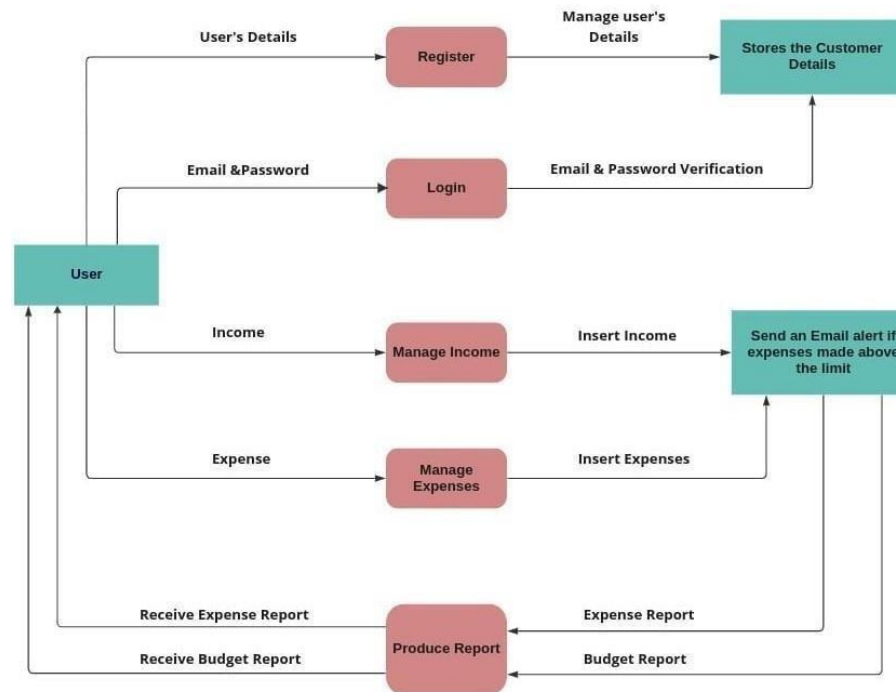 User's Details
Register
Manage user's
Details
Stores the Customer
Details
Email &Password
Login
Email & Password Verification
User
Income
Manage Income
Insert Income
Send an Email alert if
expenses made above
the limit
Expense
Manage
Expenses
Insert Expenses
Receive Expense Report
Expense Report
Produce Report
Receive Budget Report
Budget Report